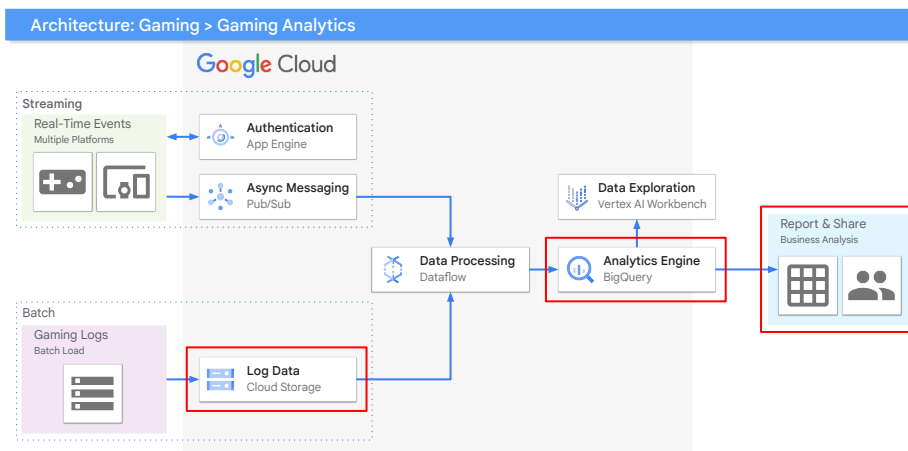 Architecture: Gaming > Gaming Analytics
Google Cloud
Streaming
Real-Time Events
Multiple Platforms
Authentication
App Engine
Async Messaging
Pub/Sub
Data Exploration
Vertex AI Workbench
Report & Share
Business Analysis
Data Processing
Dataflow
Analytics Engine
BigQuery
Batch
Gaming Logs
Batch Load
Log Data
Cloud Storage